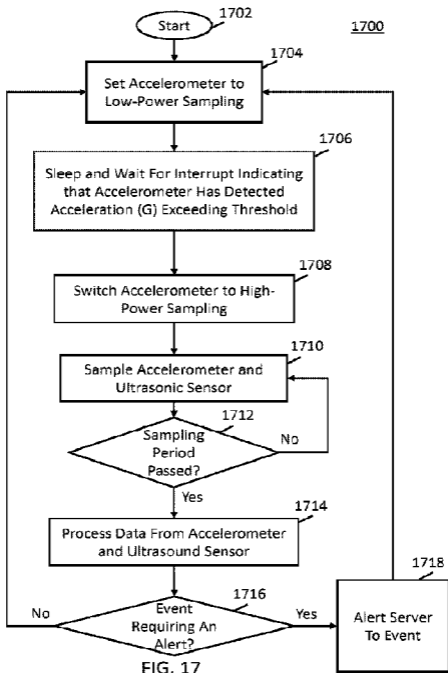 1702
Start
1700
1704
Set Accelerometer to
Low-Power Sampling
1706
Sleep and Wait For Interrupt Indicating
that Accelerometer Has Detected
Acceleration (G) Exceeding Threshold
1708
Switch Accelerometer to High-
Power Sampling
1710
Sample Accelerometer and
Ultrasonic Sensor
1712
Sampling
Period
Passed?
No
Yes
1714
Process Data From Accelerometer
and Ultrasound Sensor
1716
Event
Requiring An
Alert?
No
Yes
1718
Alert Server
To Event
FIG. 17